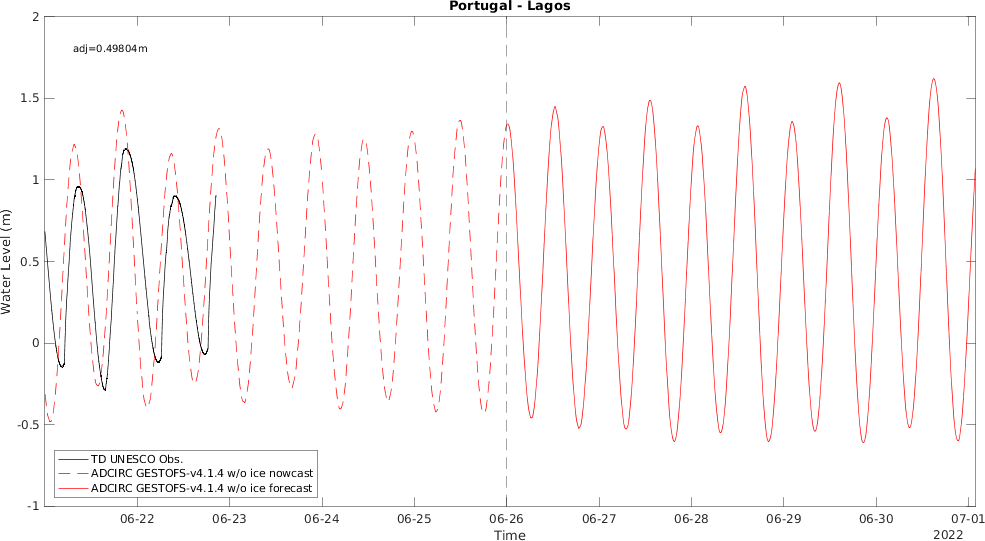 Portugal - Lagos
adj=0.49804m
2
1.5
1
0.5
0
-0.5
-1
Water Level (m)
TD UNESCO Obs.
ADCIRC GESTOFS-v4.1.4 w/o ice nowcast
ADCIRC GESTOFS-v4.1.4 w/o ice forecast
06-22 06-23 06-24 06-25 06-26 06-27 06-28 06-29 06-30 07-01
Time
2022